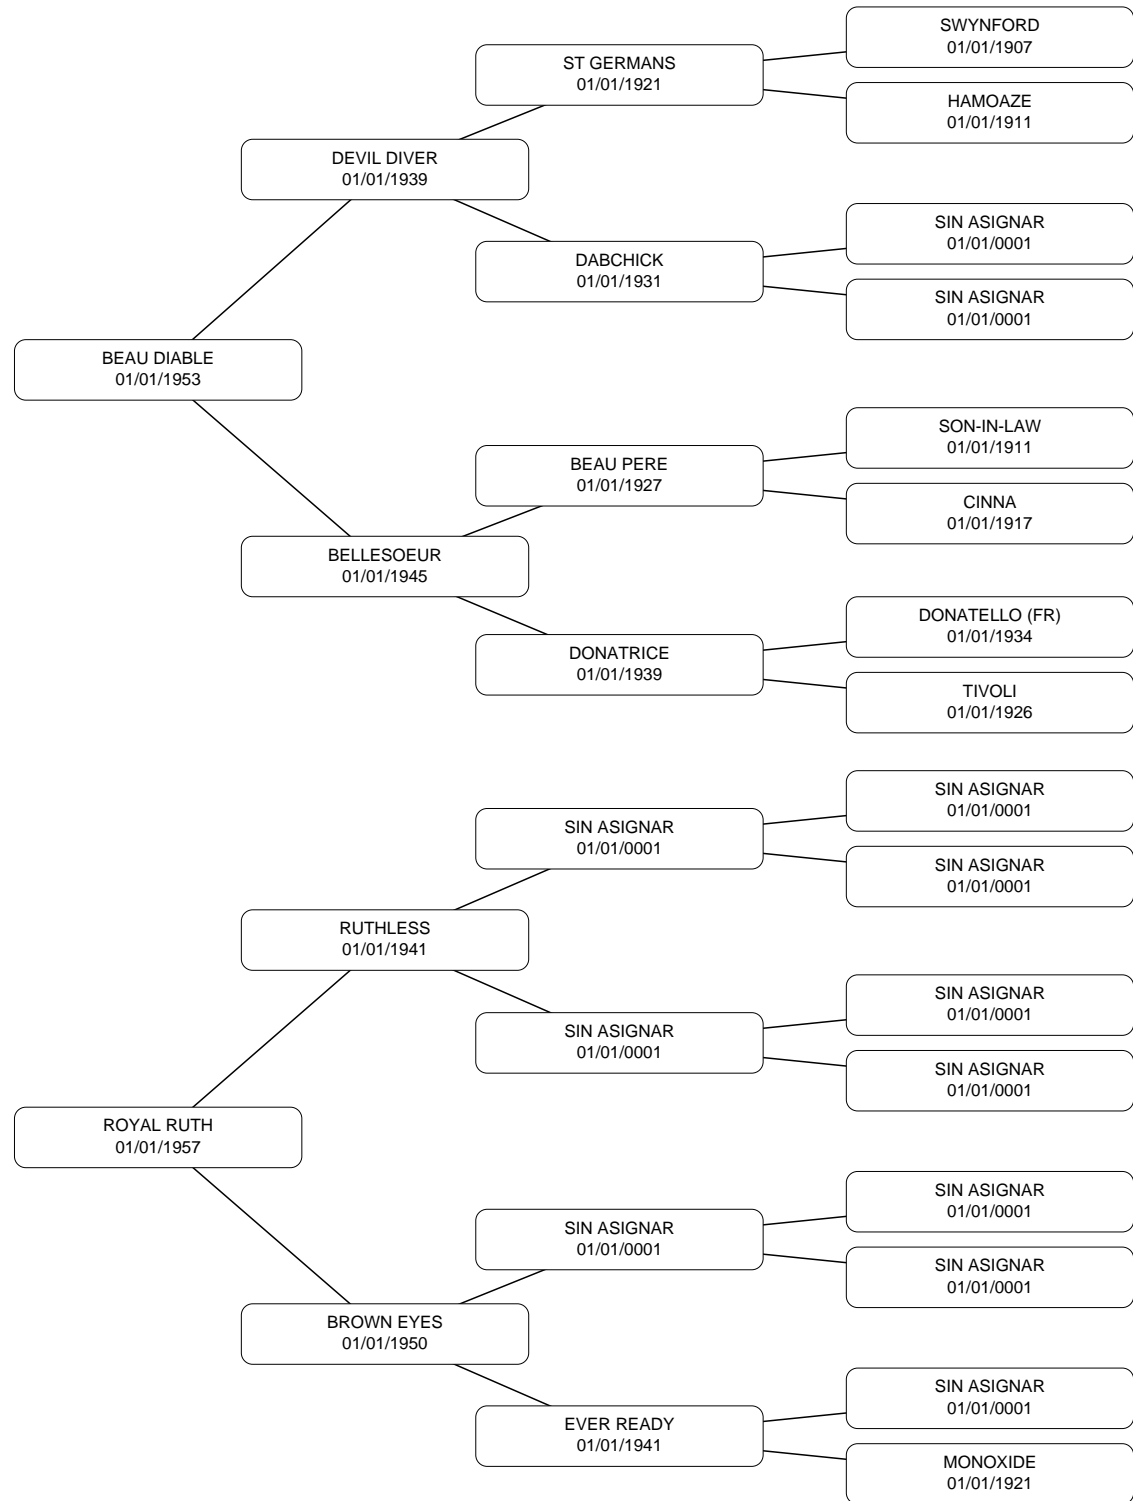 SWYNFORD
01/01/1907
ST GERMANS
01/01/1921
HAMOAZE
01/01/1911
DEVIL DIVER
01/01/1939
SIN ASIGNAR
01/01/0001
DABCHICK
01/01/1931
SIN ASIGNAR
01/01/0001
BEAU DIABLE
01/01/1953
SON-IN-LAW
01/01/1911
BEAU PERE
01/01/1927
CINNA
01/01/1917
BELLESOEUR
01/01/1945
DONATELLO (FR)
01/01/1934
DONATRICE
01/01/1939
TIVOLI
01/01/1926
SIN ASIGNAR
01/01/0001
SIN ASIGNAR
01/01/0001
SIN ASIGNAR
01/01/0001
RUTHLESS
01/01/1941
SIN ASIGNAR
01/01/0001
SIN ASIGNAR
01/01/0001
SIN ASIGNAR
01/01/0001
ROYAL RUTH
01/01/1957
SIN ASIGNAR
01/01/0001
SIN ASIGNAR
01/01/0001
SIN ASIGNAR
01/01/0001
BROWN EYES
01/01/1950
SIN ASIGNAR
01/01/0001
EVER READY
01/01/1941
MONOXIDE
01/01/1921